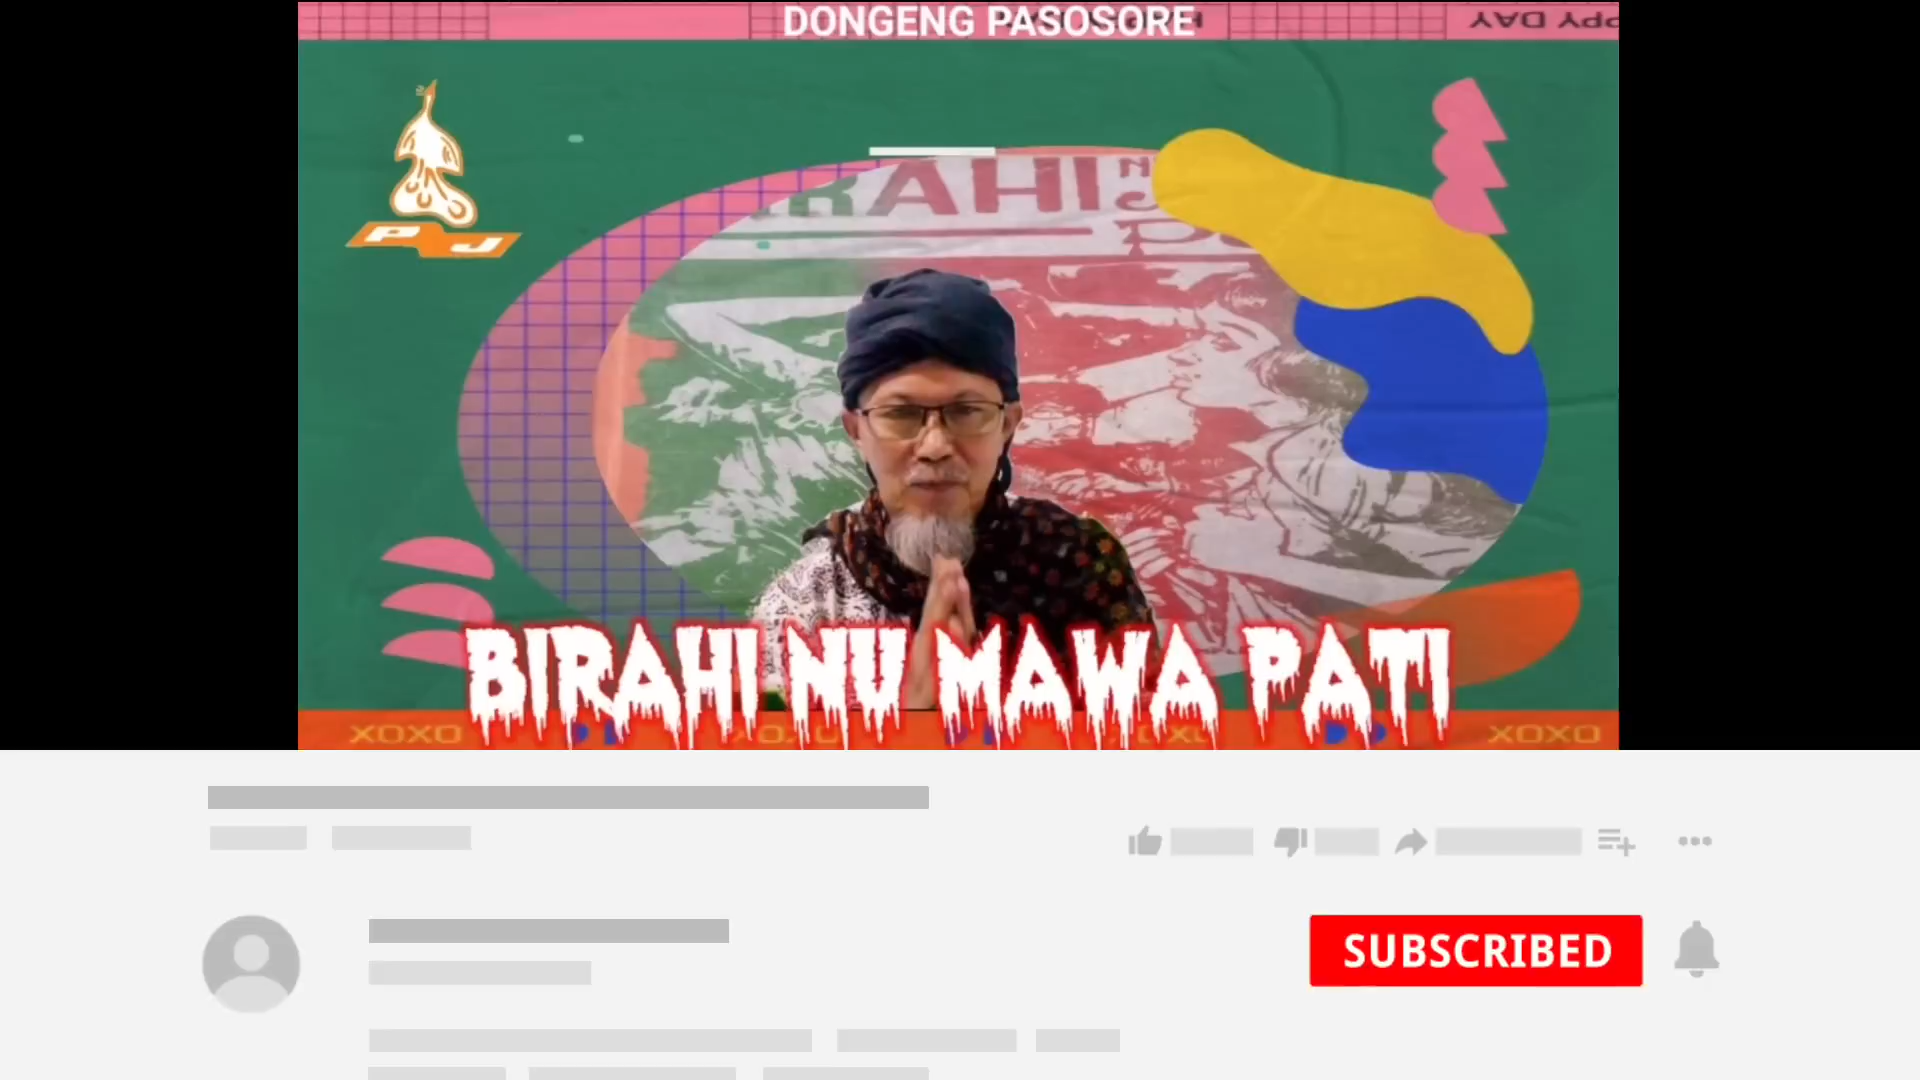 DONGENG PASOSORE
PJ
BIRAHI NU MAWA PATI
XOXO
XOXO
SUBSCRIBED